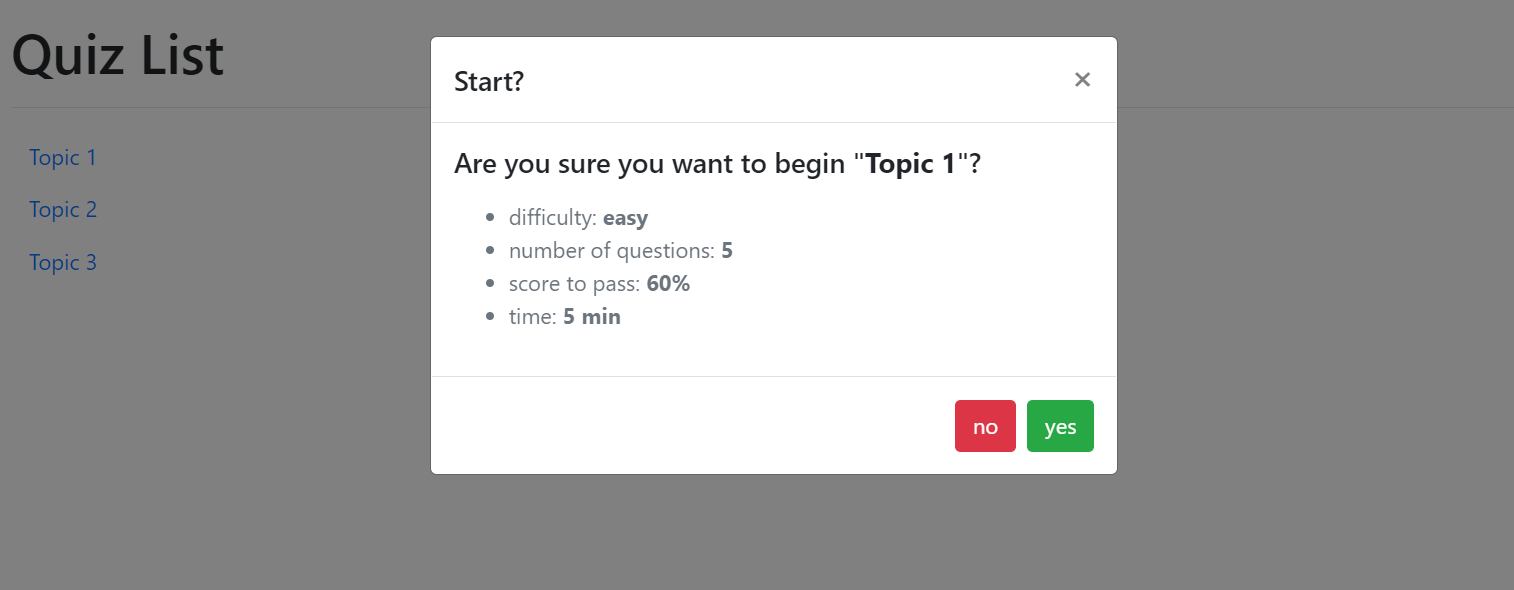 Quiz List
Topic 1
Topic 2
Topic 3
Start?
×
Are you sure you want to begin "Topic 1"?
• difficulty: easy
• number of questions: 5
• score to pass: 60%
• time: 5 min
no yes